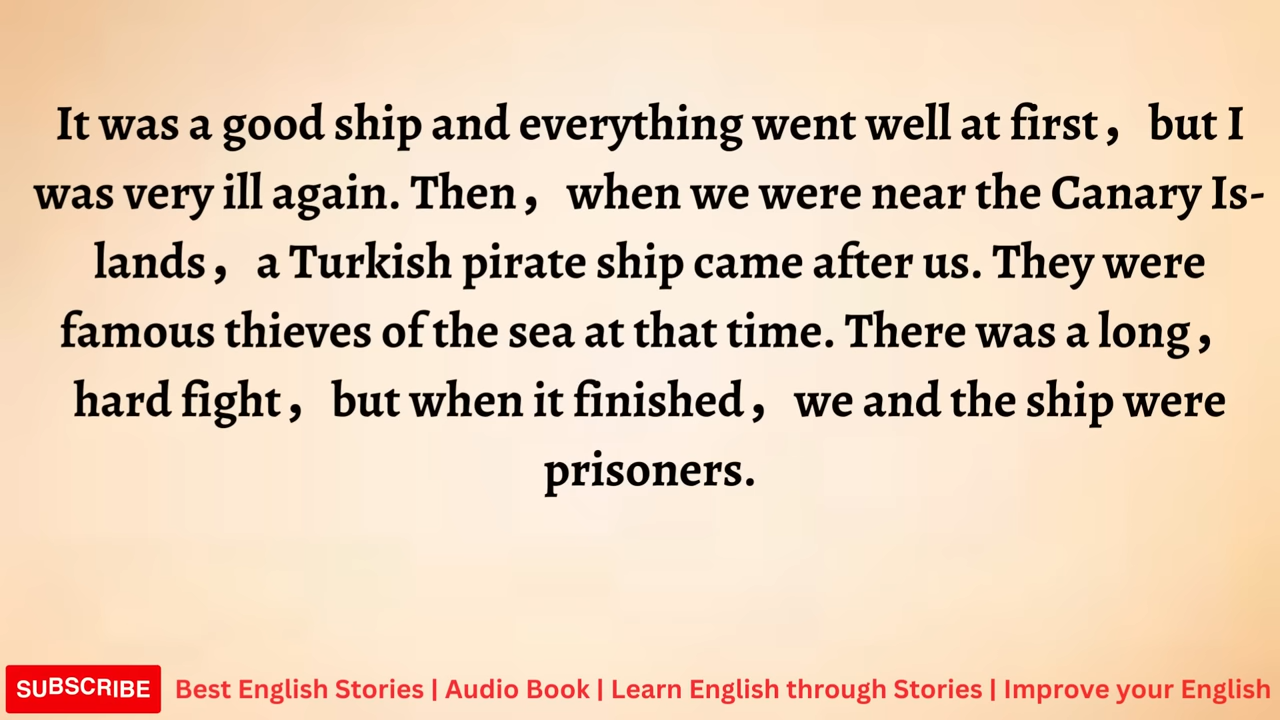 It was a good ship and everything went well at first， but I
was very ill again. Then， when we were near the Canary Is-
lands， a Turkish pirate ship came after us. They were
famous thieves of the sea at that time. There was a long，
hard fight， but when it finished， we and the ship were
prisoners.
SUBSCRIBE Best English Stories | Audio Book | Learn English through Stories | Improve your English